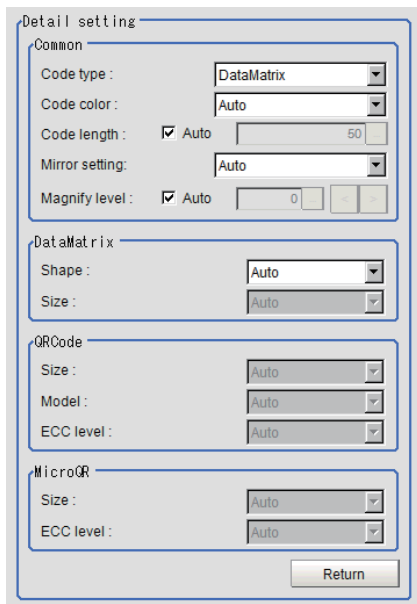 Detail setting
Common
Code type : DataMatrix
Code color : Auto
Code length : Auto 50 ...
Mirror setting: Auto
Magnify level : Auto 0 ... < >
DataMatrix
Shape : Auto
Size : Auto
QRCode
Size : Auto
Model : Auto
ECC level : Auto
MicroQR
Size : Auto
ECC level : Auto
Return